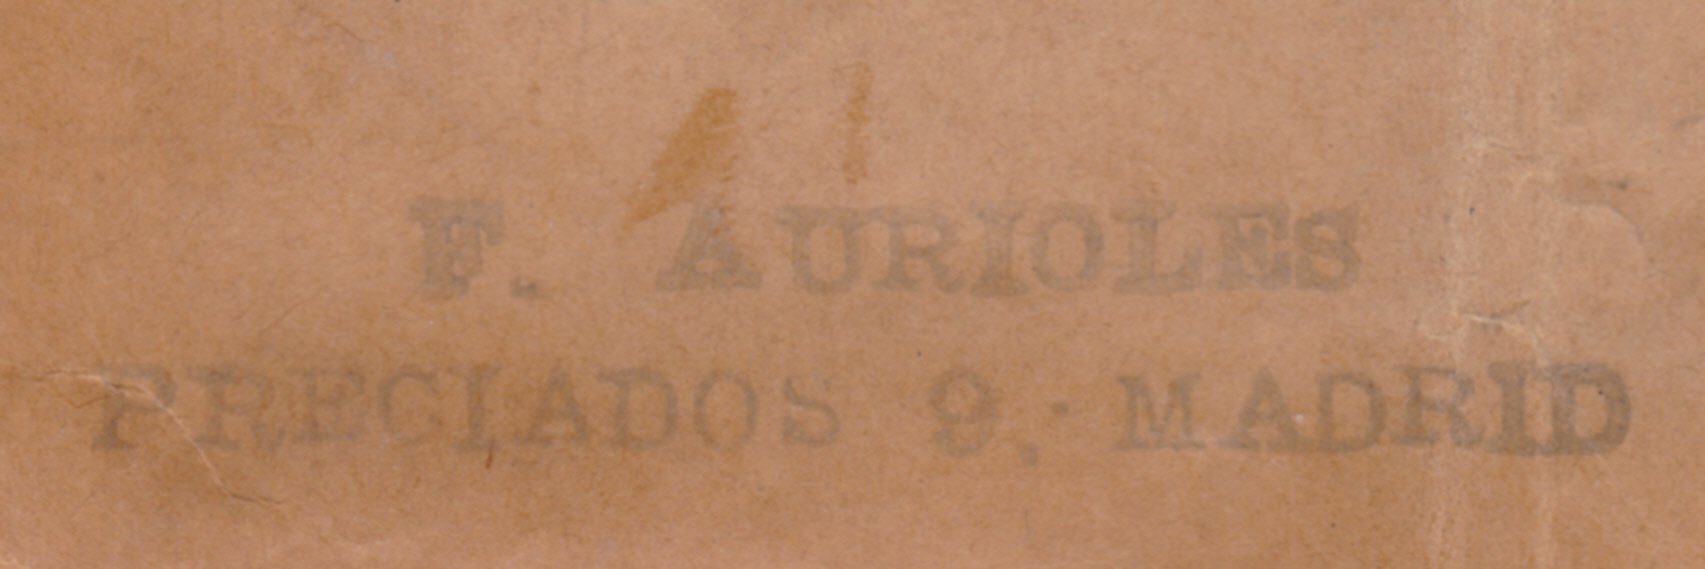 F. AURIOLES
PRECIADOS 9.· MADRID